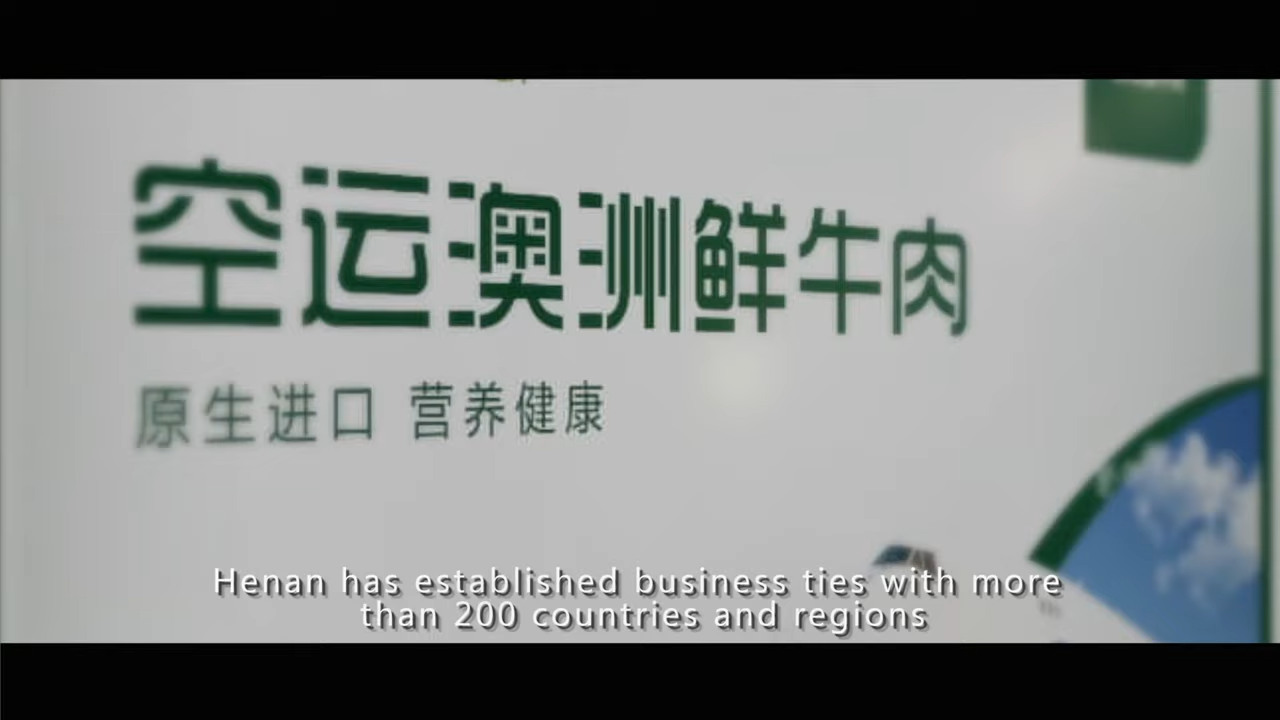 空运澳洲鲜牛肉
原生进口 营养健康
Henan has established business ties with more
than 200 countries and regions